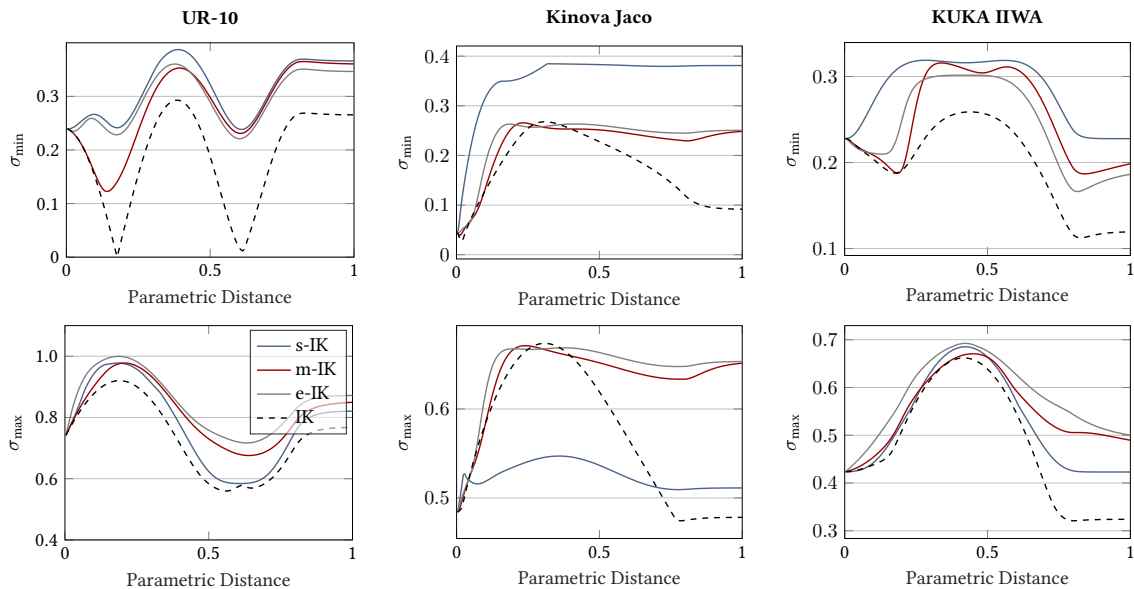 UR-10
Kinova Jaco
KUKA IIWA
0.3
0.2
0.1
0
σmin
0
0.5
1
Parametric Distance
0.4
0.3
0.2
0.1
0
σmin
0
0.5
1
Parametric Distance
0.3
0.2
0.1
σmin
0
0.5
1
Parametric Distance
1.0
0.8
0.6
0.4
σmax
s-IK
m-IK
e-IK
IK
0
0.5
1
Parametric Distance
0.6
0.5
σmax
0
0.5
1
Parametric Distance
0.7
0.6
0.5
0.4
0.3
σmax
0
0.5
1
Parametric Distance